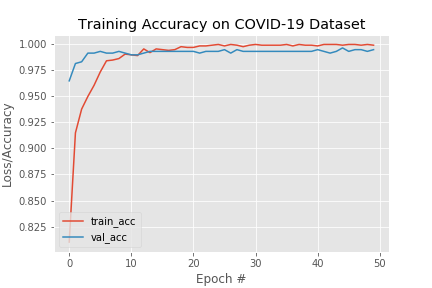 Training Accuracy on COVID-19 Dataset
Loss/Accuracy
1.000
0.975
0.950
0.925
0.900
0.875
0.850
0.825
train_acc
val_acc
0 10 20 30 40 50
Epoch #